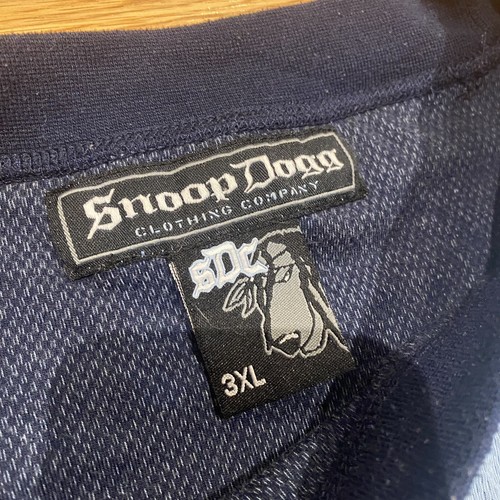 Snoop Dogg
CLOTHING COMPANY
SDC
3XL